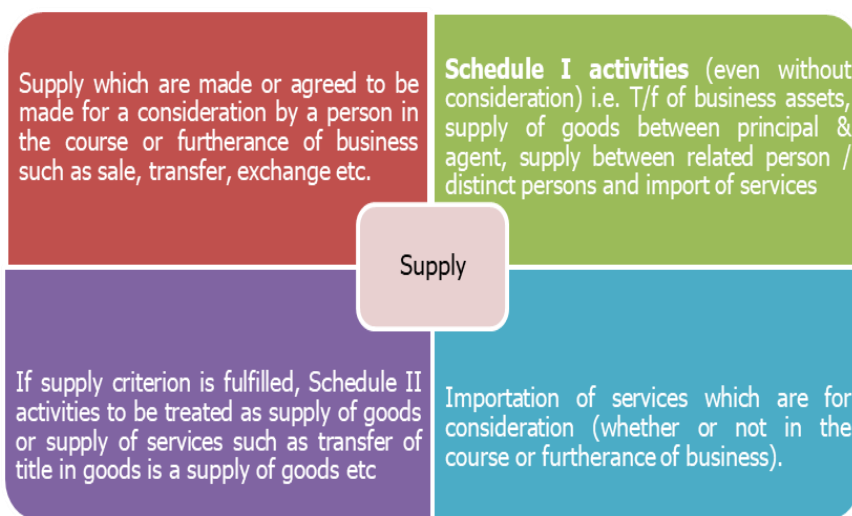 Supply which are made or agreed to be
made for a consideration by a person in
the course or furtherance of business
such as sale, transfer, exchange etc.
Schedule I activities (even without
consideration) i.e. T/f of business assets,
supply of goods between principal &
agent, supply between related person /
distinct persons and import of services
Supply
If supply criterion is fulfilled, Schedule II
activities to be treated as supply of goods
or supply of services such as transfer of
title in goods is a supply of goods etc
Importation of services which are for
consideration (whether or not in the
course or furtherance of business).